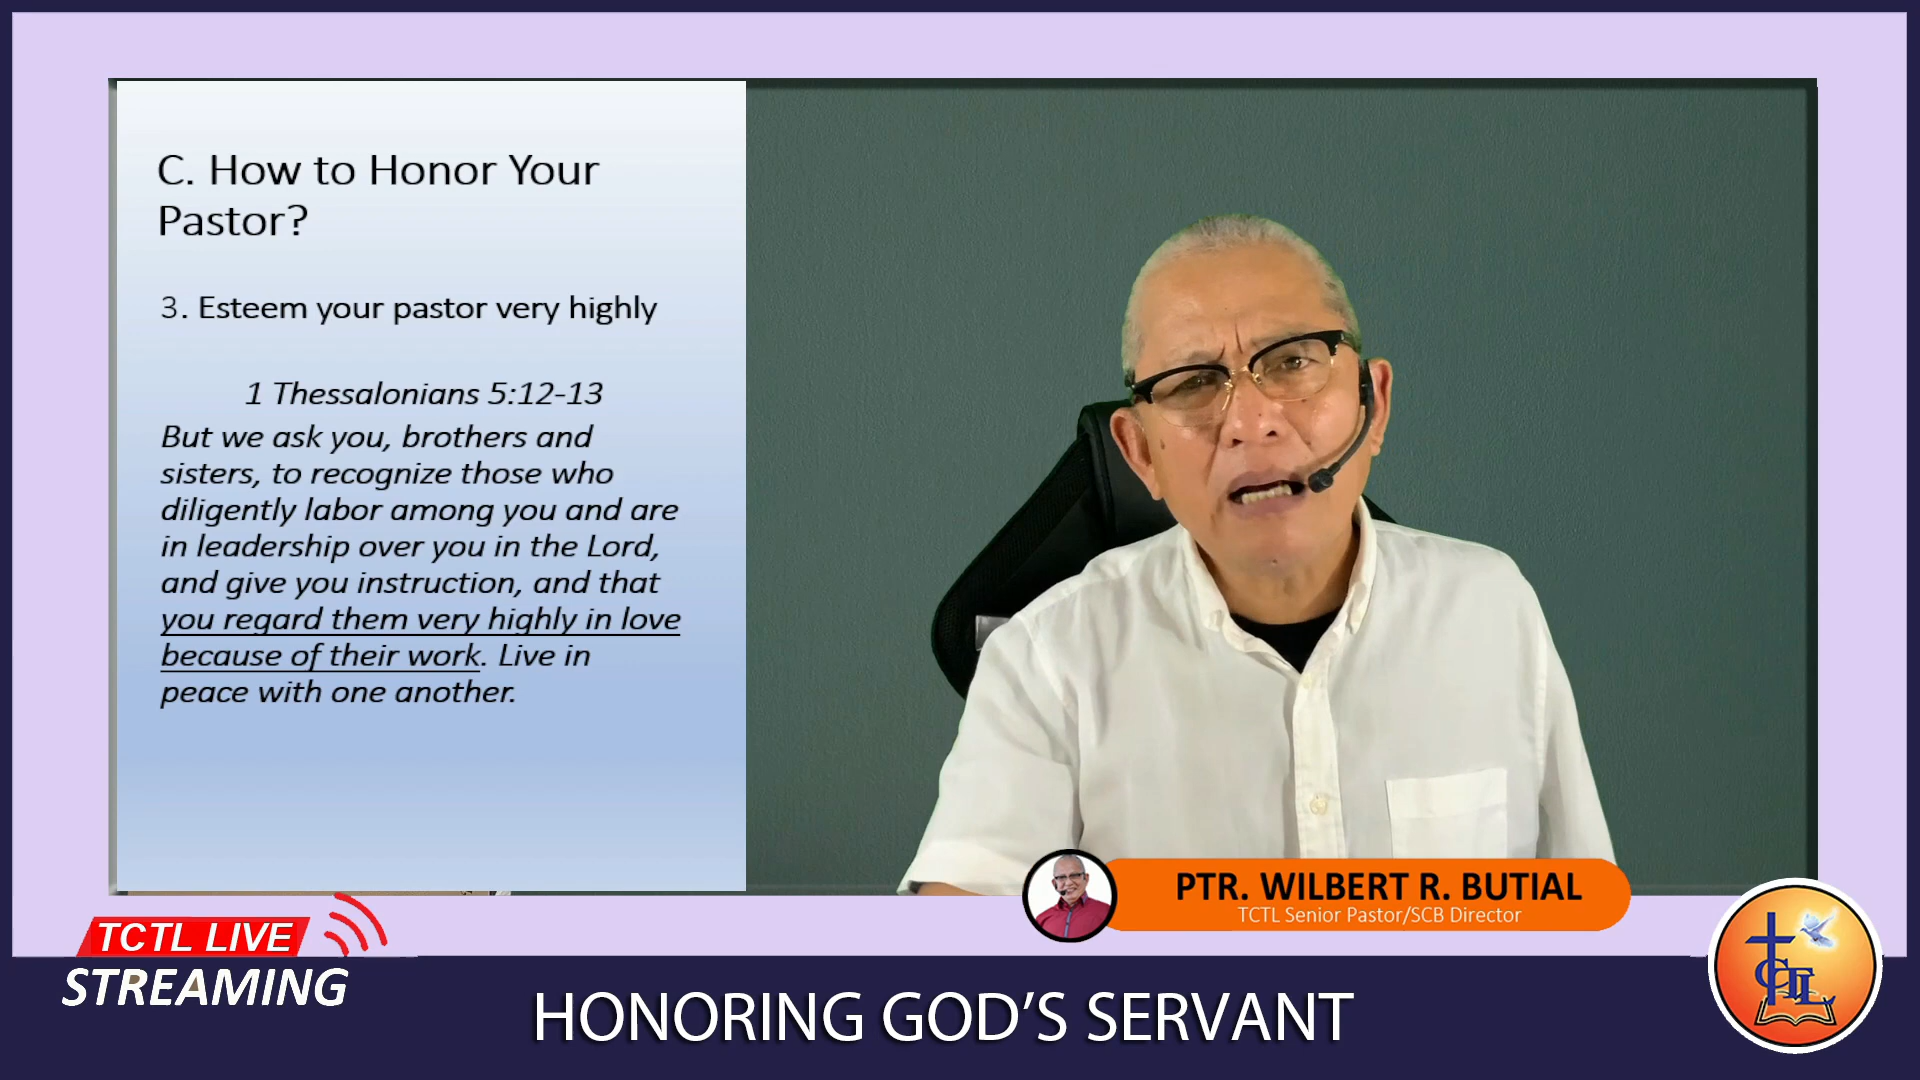 C. How to Honor Your
Pastor?
3. Esteem your pastor very highly
1 Thessalonians 5:12-13
But we ask you, brothers and
sisters, to recognize those who
diligently labor among you and are
in leadership over you in the Lord,
and give you instruction, and that
you regard them very highly in love
because of their work. Live in
peace with one another.
PTR. WILBERT R. BUTIAL
TCTL Senior Pastor/SCB Director
TCTL LIVE
STREAMING
HONORING GOD'S SERVANT
TCTL